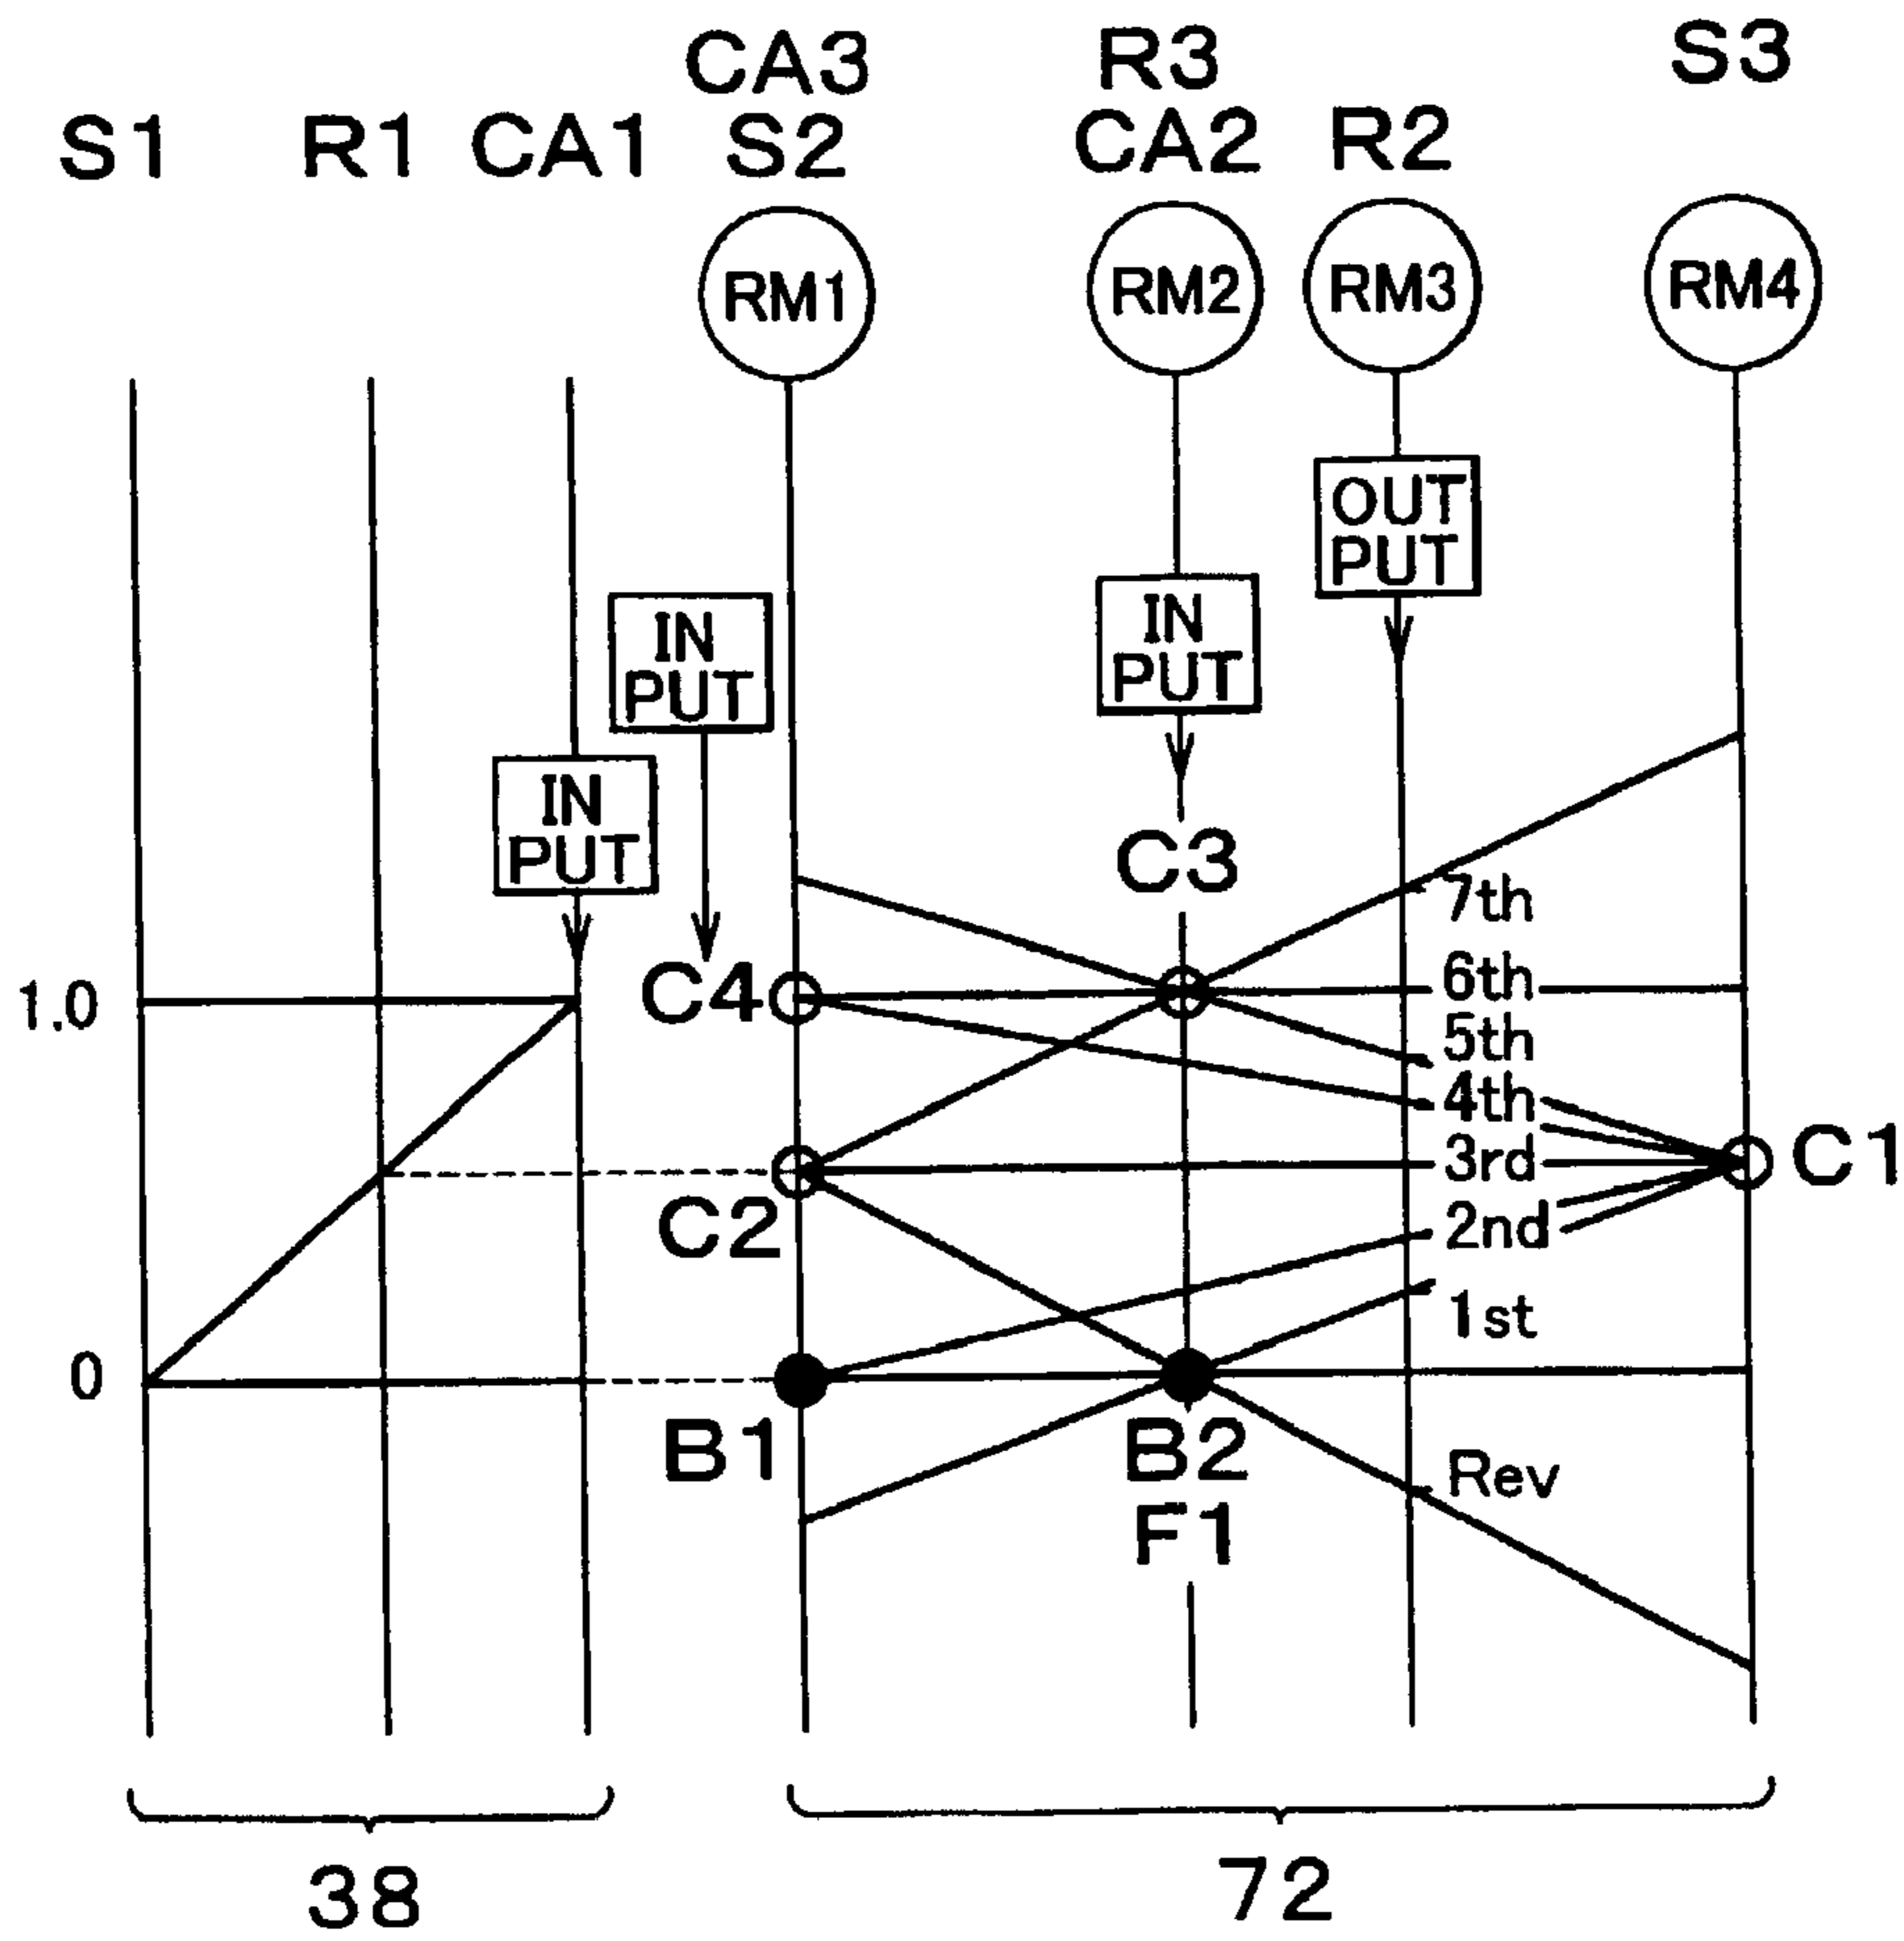 CA3 R3 S3
S1 R1 CA1 S2 CA2 R2
RM1 RM2 RM3 RM4
OUT
PUT
IN
PUT
IN
PUT
IN
PUT
C3
7th
1.0 C4 6th
5th
4th
3rd C1
C2 2nd
1st
0
B1 B2 Rev
F1
38 72